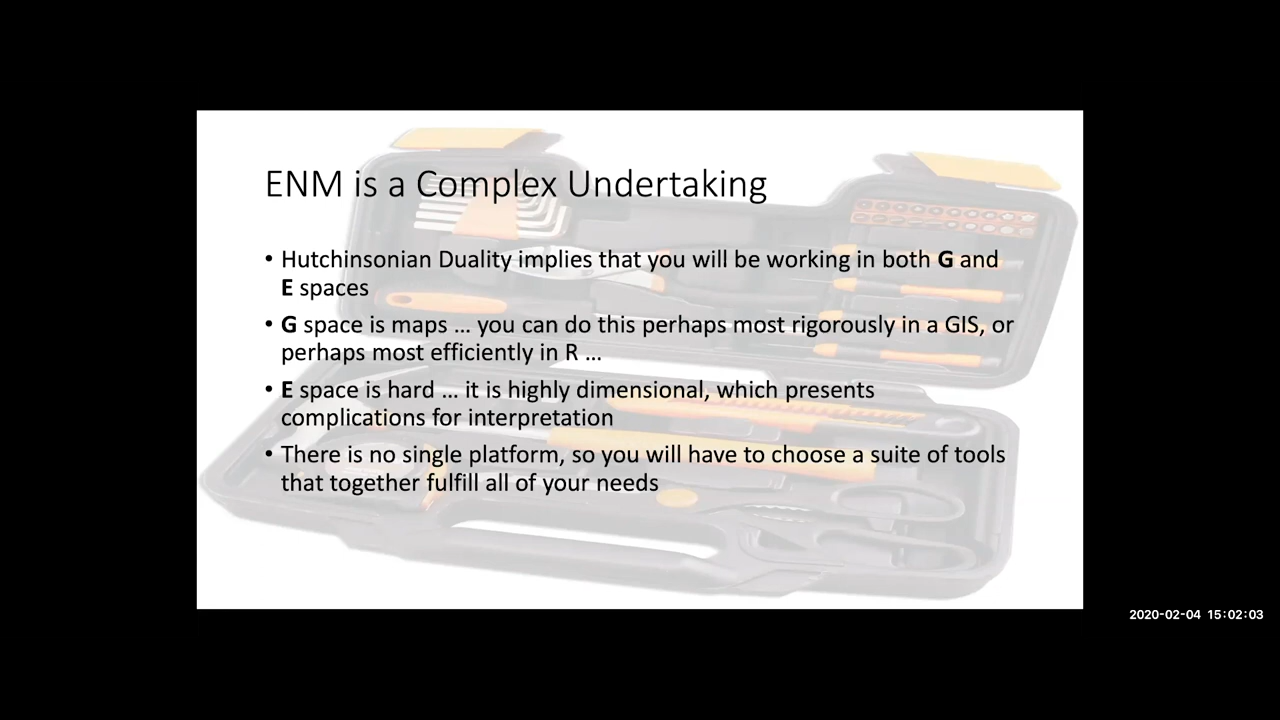 ENM is a Complex Undertaking
• Hutchinsonian Duality implies that you will be working in both G and
E spaces
• G space is maps … you can do this perhaps most rigorously in a GIS, or
perhaps most efficiently in R …
• E space is hard … it is highly dimensional, which presents
complications for interpretation
• There is no single platform, so you will have to choose a suite of tools
that together fulfill all of your needs
2020-02-04 15:02:03